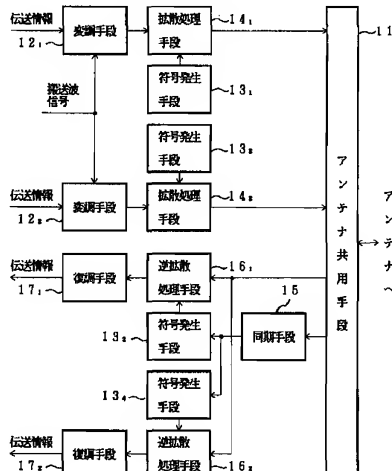 伝送情報
変調手段
12₁
拡散処理
手段
14₁
11
搬送波
信号
符号発生
手段
13₁
符号発生
手段
13₂
伝送情報
変調手段
12₂
拡散処理
手段
14₂
アンテナ共用手段
アンテナへ
伝送情報
復調手段
17₁
逆拡散
処理手段
16₁
15
同期手段
符号発生
手段
13₃
符号発生
手段
13₄
伝送情報
復調手段
17₂
逆拡散
処理手段
16₂